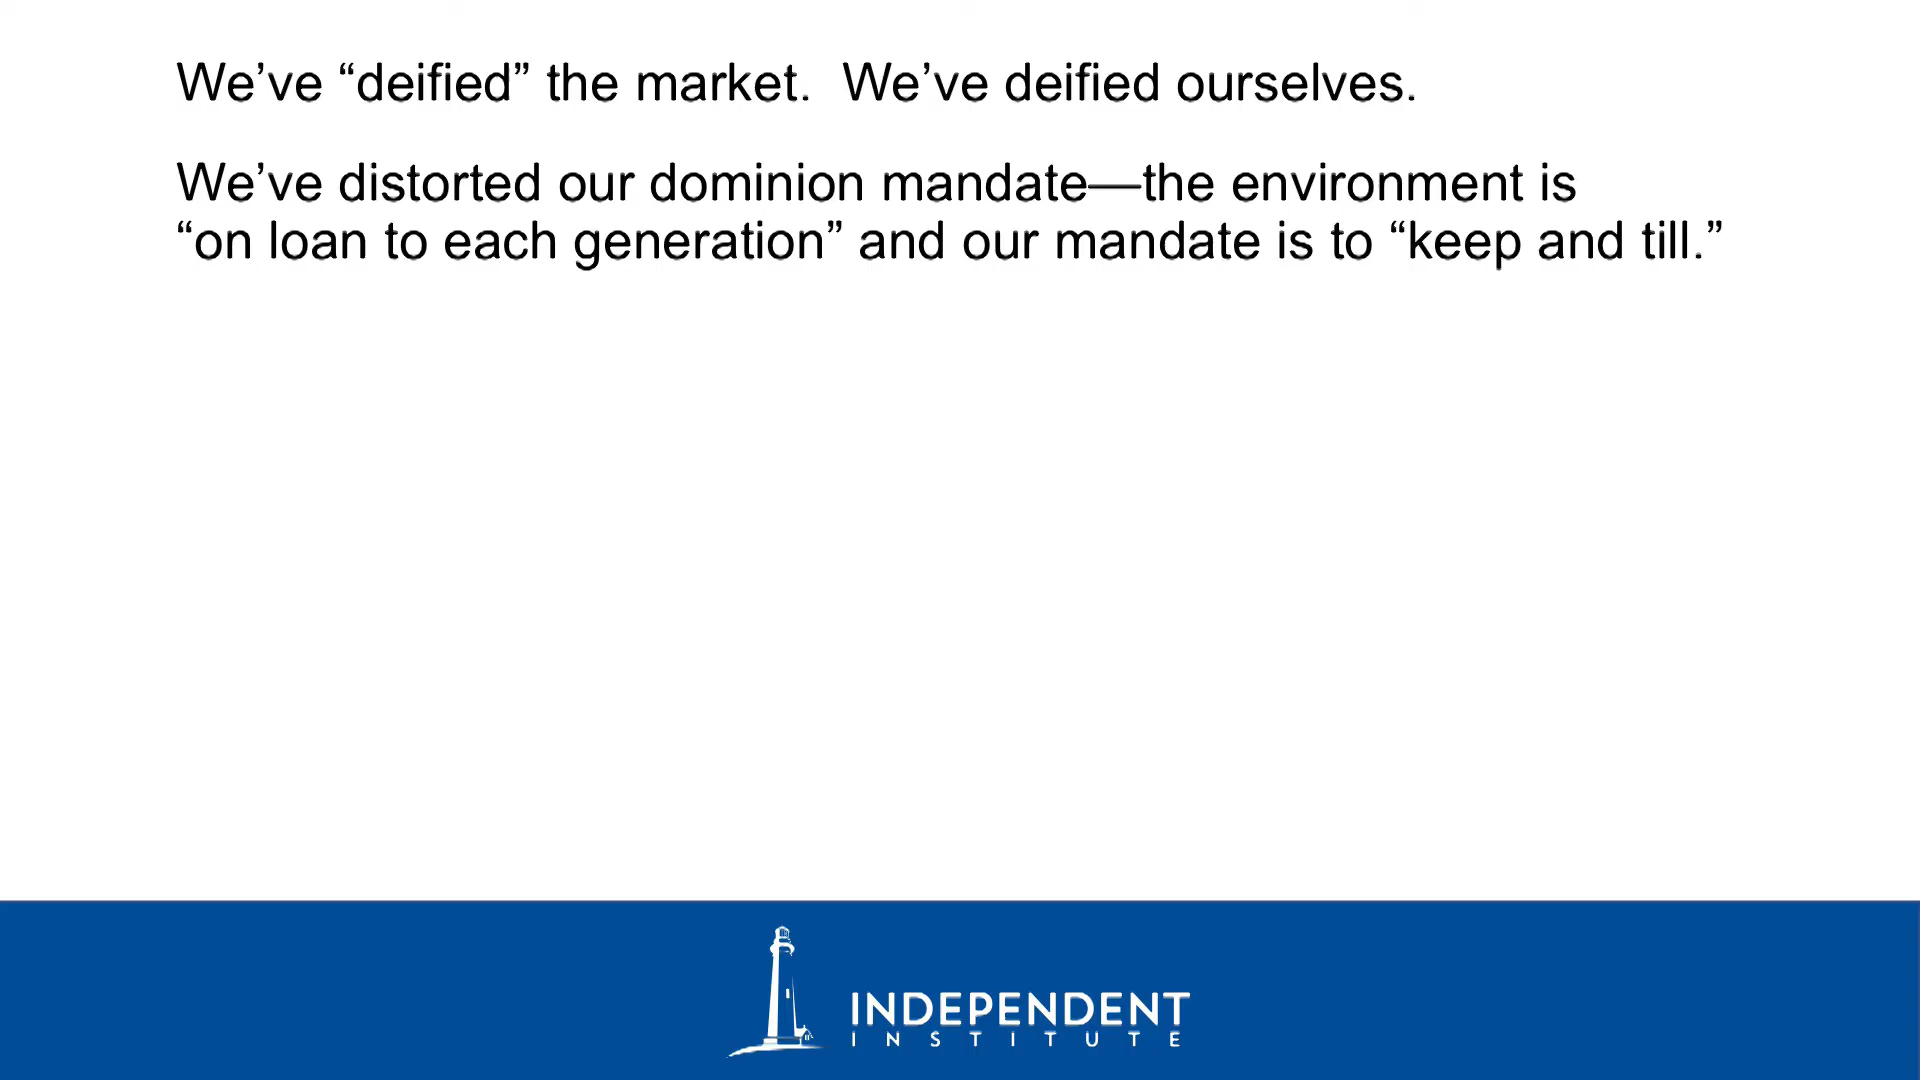 We’ve “deified” the market.  We’ve deified ourselves.
We’ve distorted our dominion mandate—the environment is
“on loan to each generation” and our mandate is to “keep and till.”
INDEPENDENT
INSTITUTE